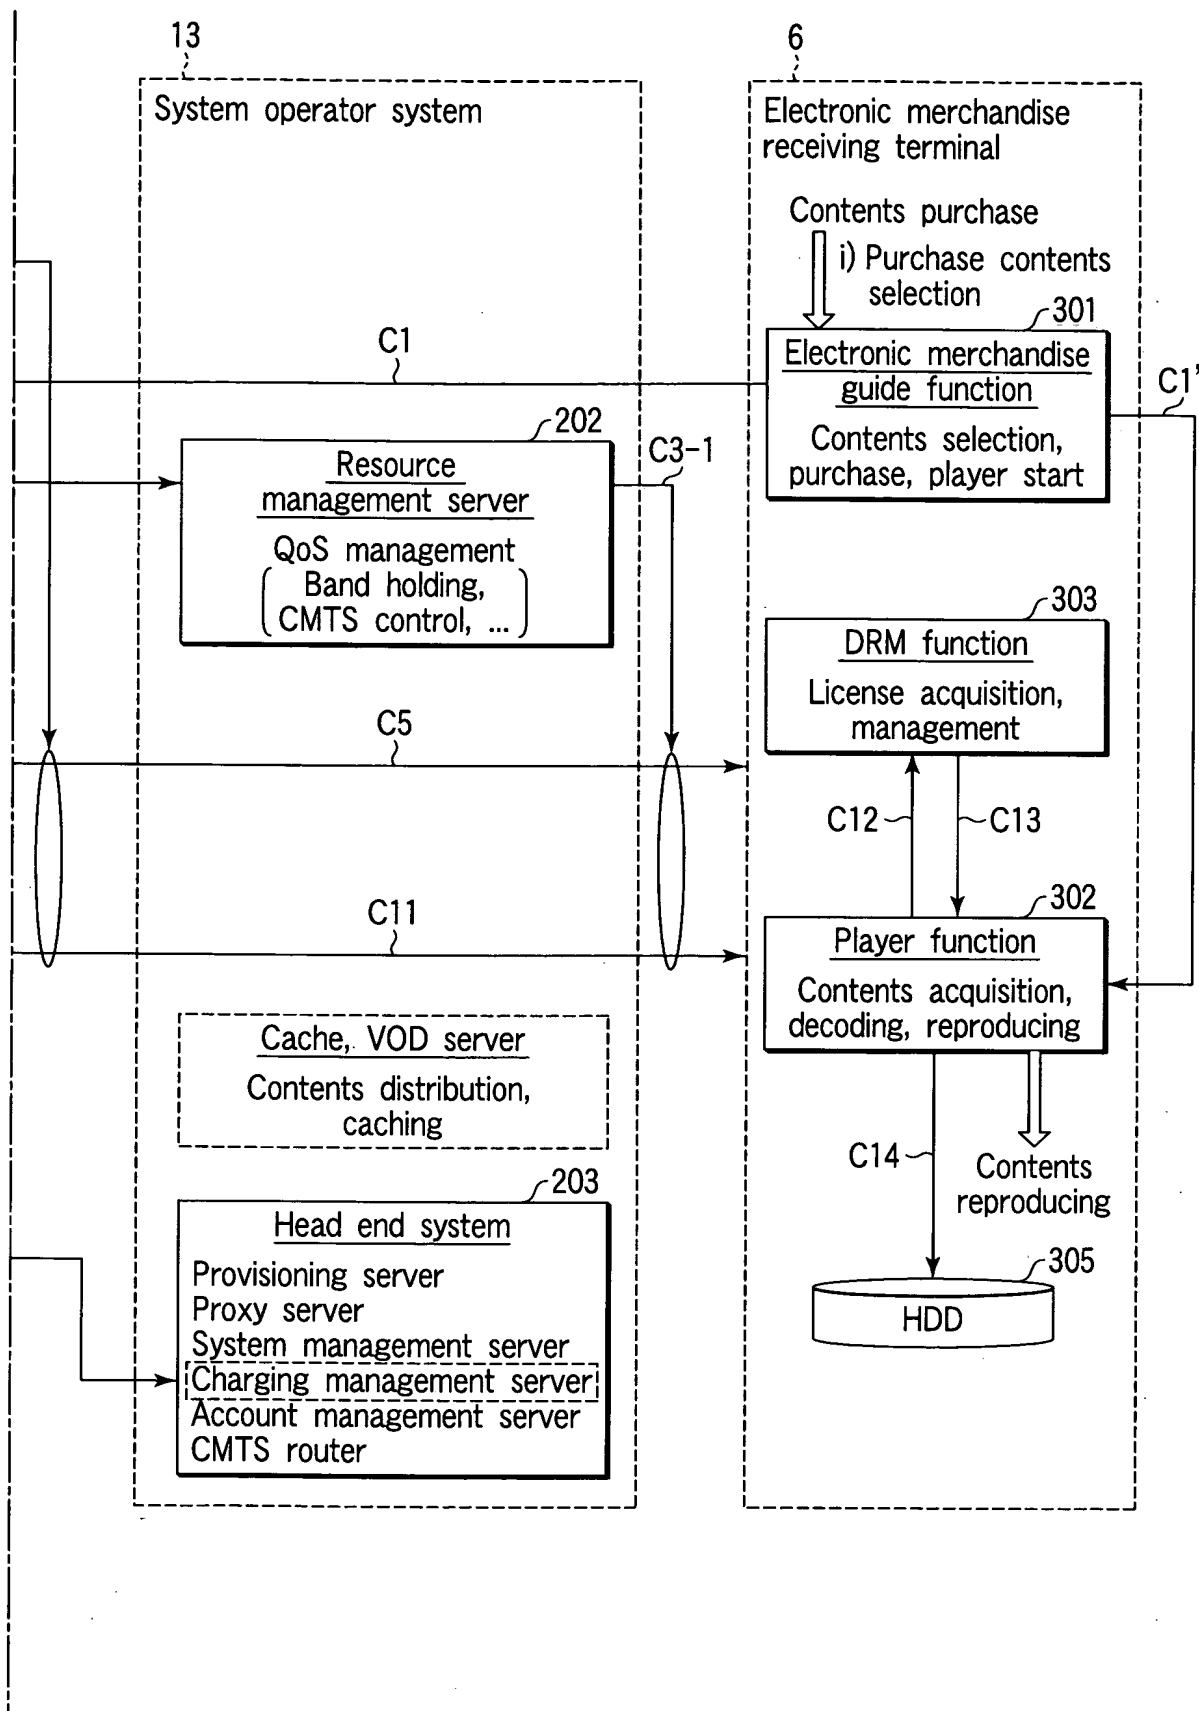 13
System operator system
6
Electronic merchandise
receiving terminal
Contents purchase
i) Purchase contents
selection
301
Electronic merchandise
guide function
Contents selection,
purchase, player start
C1
C1'
202
Resource
management server
QoS management
Band holding,
CMTS control, ...
C3-1
303
DRM function
License acquisition,
management
C5
C12
C13
C11
302
Player function
Contents acquisition,
decoding, reproducing
Cache, VOD server
Contents distribution,
caching
C14
Contents
reproducing
203
Head end system
Provisioning server
Proxy server
System management server
Charging management server
Account management server
CMTS router
305
HDD